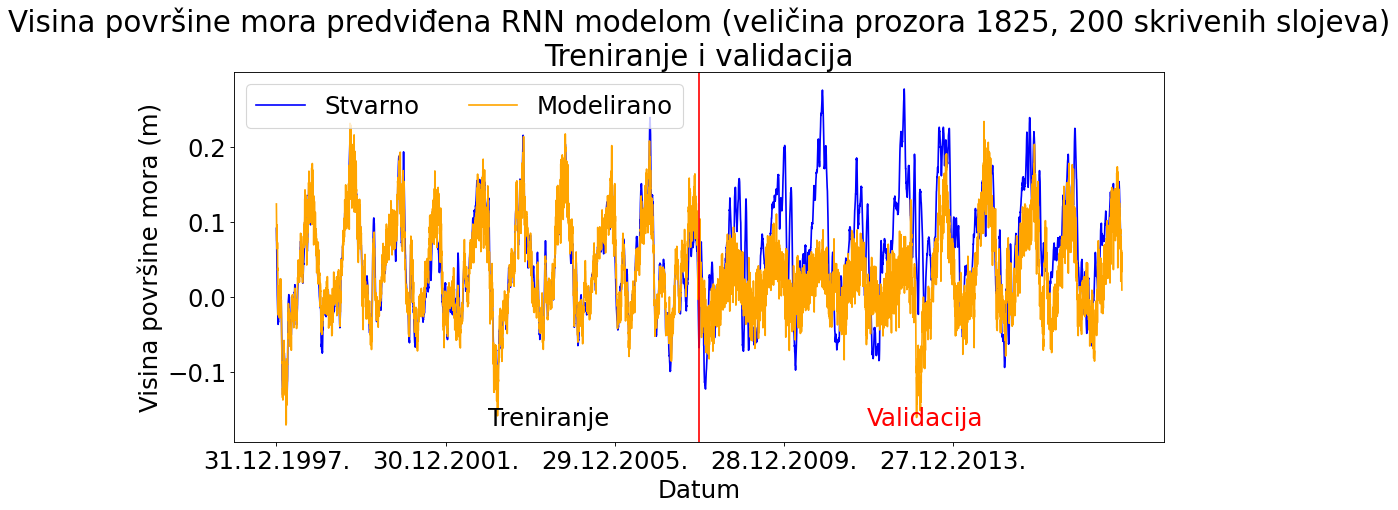 Visina površine mora predviđena RNN modelom (veličina prozora 1825, 200 skrivenih slojeva)
Treniranje i validacija
Stvarno
Modelirano
Visina površine mora (m)
0.2
0.1
0.0
−0.1
Treniranje
Validacija
31.12.1997.
30.12.2001.
29.12.2005.
28.12.2009.
27.12.2013.
Datum